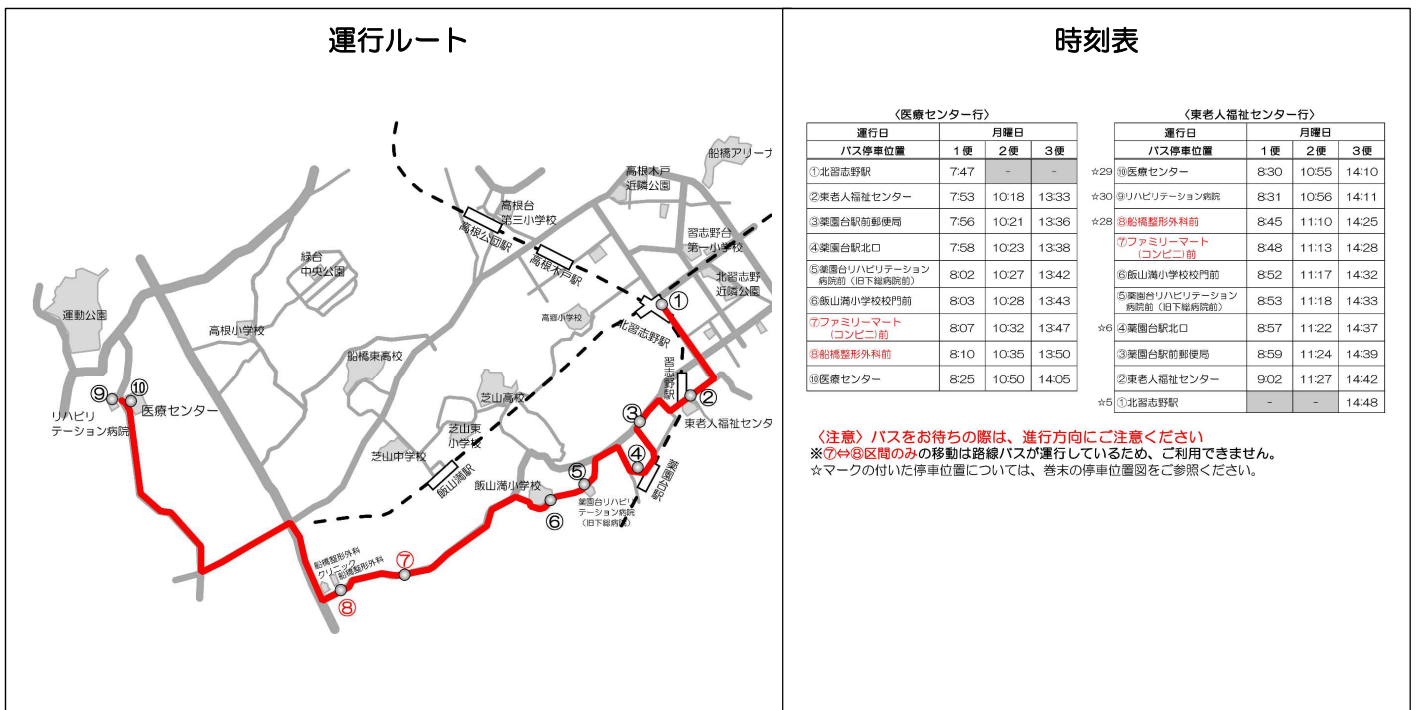 運行ルート
船橋アリーナ
高根木戸
近隣公園
高根台
第三小学校
高根公団駅
習志野台
第一小学校
高根木戸駅
緑台
中央公園
北習志野
近隣公園
①
運動公園
高郷小学校
北習志野駅
高根小学校
船橋東高校
習志野駅
芝山高校
⑨
⑩
②
医療センター
リハビリ
テーション病院
③
東老人福祉センタ
芝山東
小学校
芝山中学校
④
飯山満駅
薬園台駅
飯山満小学校
⑤
薬園台リハビリ
テーション病院
(旧下総病院)
⑥
船橋整形外科
クリニック
船橋整形外科
⑦
⑧
時刻表
〈医療センター行〉
運行日 月曜日
バス停車位置 1便 2便 3便
①北習志野駅 7:47 - -
②東老人福祉センター 7:53 10:18 13:33
③薬園台駅前郵便局 7:56 10:21 13:36
④薬園台駅北口 7:58 10:23 13:38
⑤薬園台リハビリテーション
病院前(旧下総病院前) 8:02 10:27 13:42
⑥飯山満小学校校門前 8:03 10:28 13:43
⑦ファミリーマート
(コンビニ)前 8:07 10:32 13:47
⑧船橋整形外科前 8:10 10:35 13:50
⑩医療センター 8:25 10:50 14:05
〈東老人福祉センター行〉
運行日 月曜日
バス停車位置 1便 2便 3便
☆29 ⑩医療センター 8:30 10:55 14:10
☆30 ⑨リハビリテーション病院 8:31 10:56 14:11
☆28 ⑧船橋整形外科前 8:45 11:10 14:25
⑦ファミリーマート
(コンビニ)前 8:48 11:13 14:28
⑥飯山満小学校校門前 8:52 11:17 14:32
⑤薬園台リハビリテーション
病院前(旧下総病院前) 8:53 11:18 14:33
☆6 ④薬園台駅北口 8:57 11:22 14:37
③薬園台駅前郵便局 8:59 11:24 14:39
②東老人福祉センター 9:02 11:27 14:42
☆5 ①北習志野駅 - - 14:48
〈注意〉バスをお待ちの際は、進行方向にご注意ください
※⑦⇔⑧区間のみの移動は路線バスが運行しているため、ご利用できません。
☆マークの付いた停車位置については、巻末の停車位置図をご参照ください。